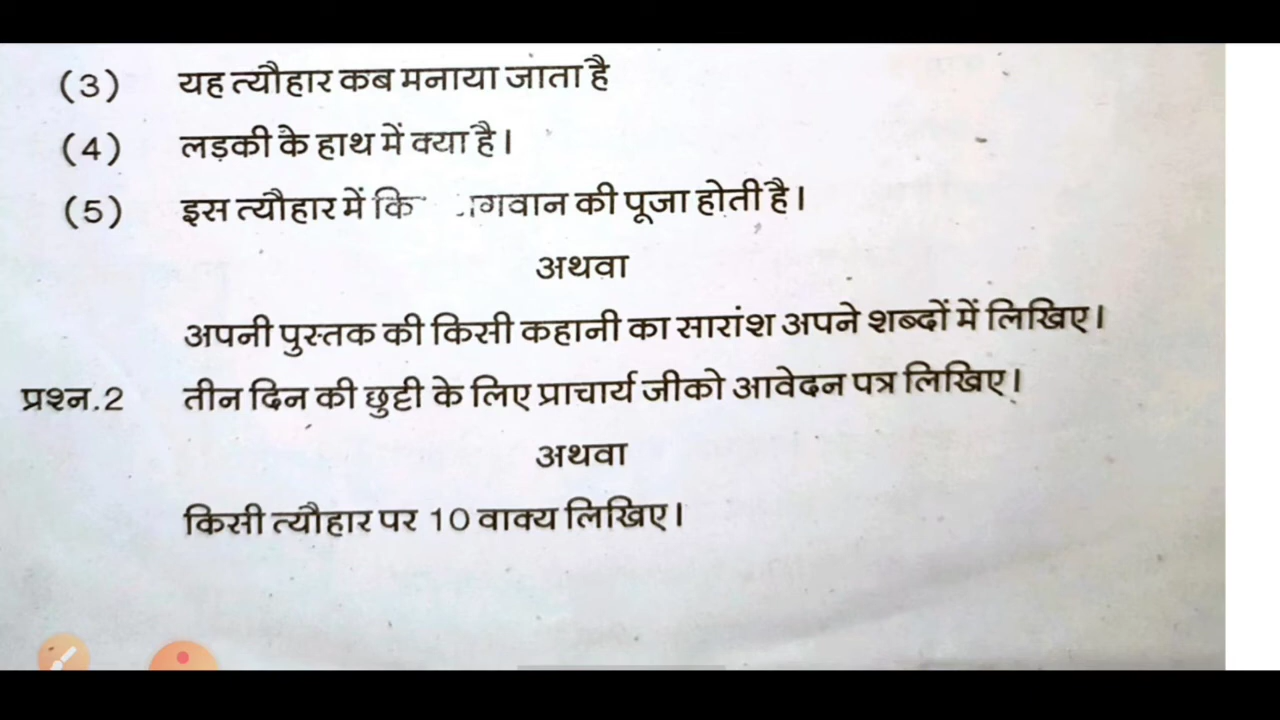 (3) यह त्यौहार कब मनाया जाता है
(4) लड़की के हाथ में क्या है।
(5) इस त्यौहार में की पूजा होती है।
अथवा
अपनी पुस्तक की किसी कहानी का सारांश अपने शब्दों में लिखिए।
प्रश्न.2 तीन दिन की छुट्टी के लिए प्राचार्य जीको आवेदन पत्र लिखिए।
अथवा
किसी त्यौहार पर 10 वाक्य लिखिए।